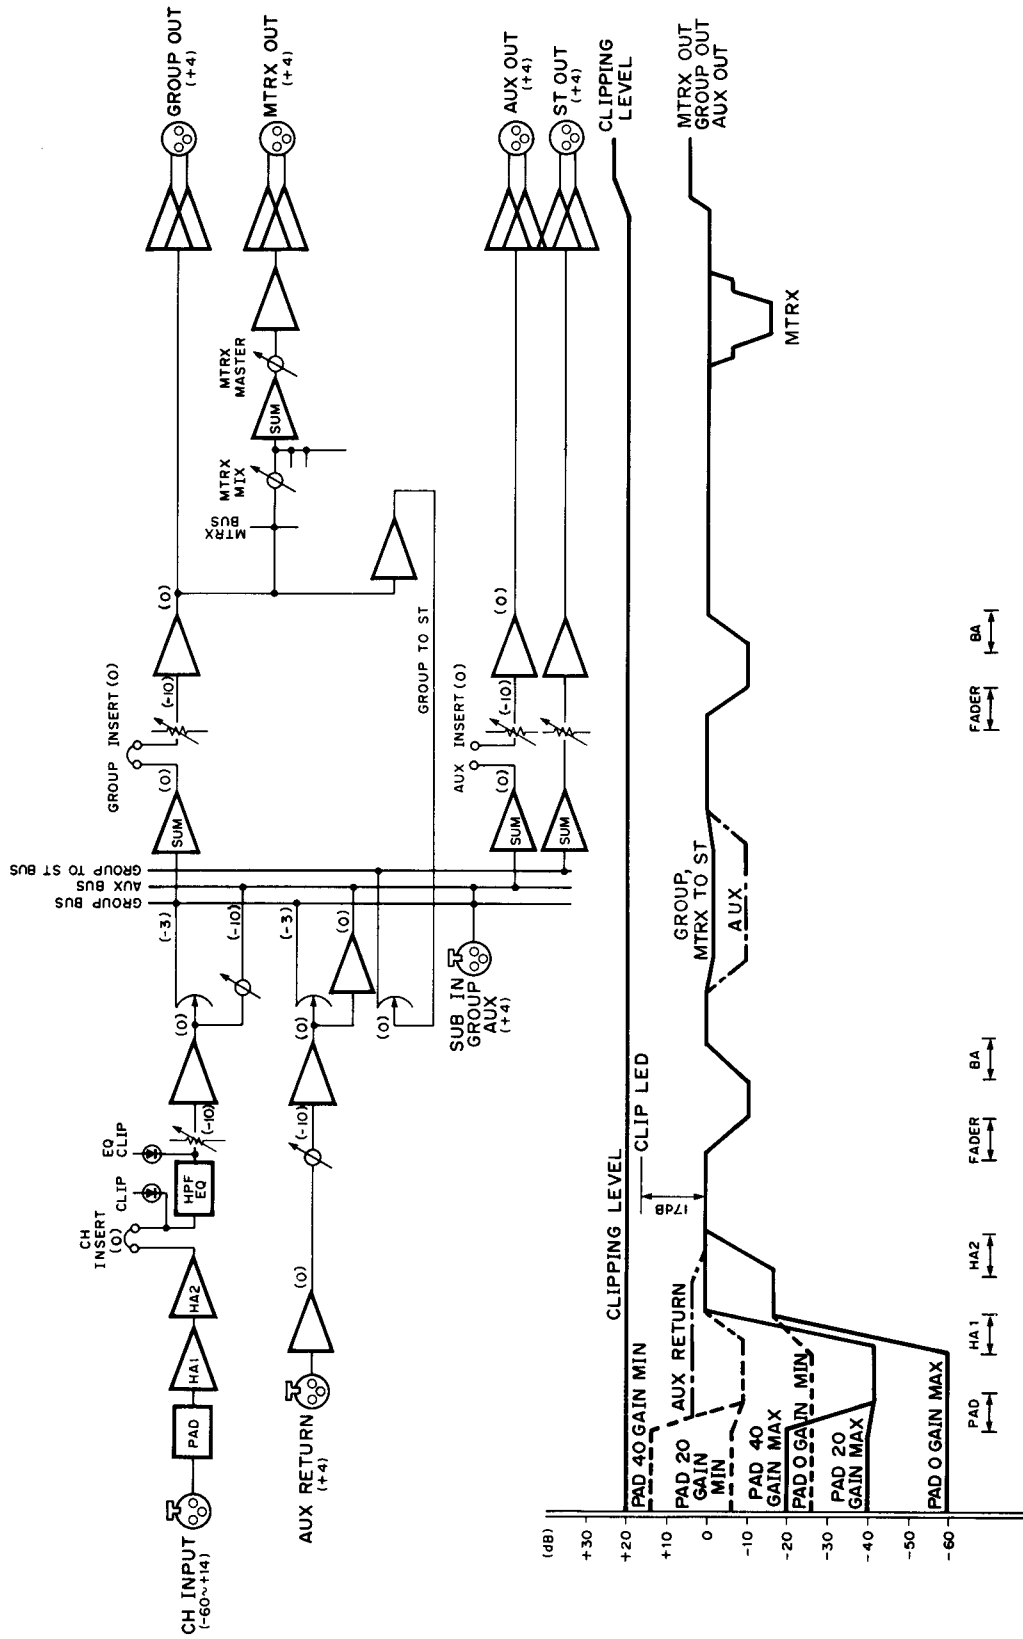 CH INPUT
(-60~+14)
PAD
HA1
HA2
CH
INSERT
(0)
CLIP
HPF
EQ
EQ
CLIP
(-10)
(0)
(-3)
(-10)
GROUP BUS
AUX BUS
GROUP TO ST BUS
SUM
(0)
GROUP INSERT (0)
(-10)
(0)
GROUP OUT
(+4)
MTRX
BUS
MTRX
MIX
SUM
MTRX
MASTER
MTRX OUT
(+4)
AUX RETURN
(+4)
(0)
(-10)
(0)
(-3)
(0)
GROUP TO ST
SUB IN
GROUP
AUX
(+4)
SUM
(0)
AUX INSERT (0)
(-10)
(0)
AUX OUT
(+4)
SUM
ST OUT
(+4)
(dB)
+30
+20
+10
0
-10
-20
-30
-40
-50
-60
CLIPPING LEVEL
CLIPPING
LEVEL
PAD 40 GAIN MIN
AUX RETURN
PAD 20
GAIN
MIN
PAD 40
GAIN MAX
PAD 0 GAIN MIN
PAD 20
GAIN MAX
PAD 0 GAIN MAX
CLIP LED
17dB
GROUP,
MTRX TO ST
AUX
MTRX
MTRX OUT
GROUP OUT
AUX OUT
PAD
HA1
HA2
FADER
BA
FADER
BA